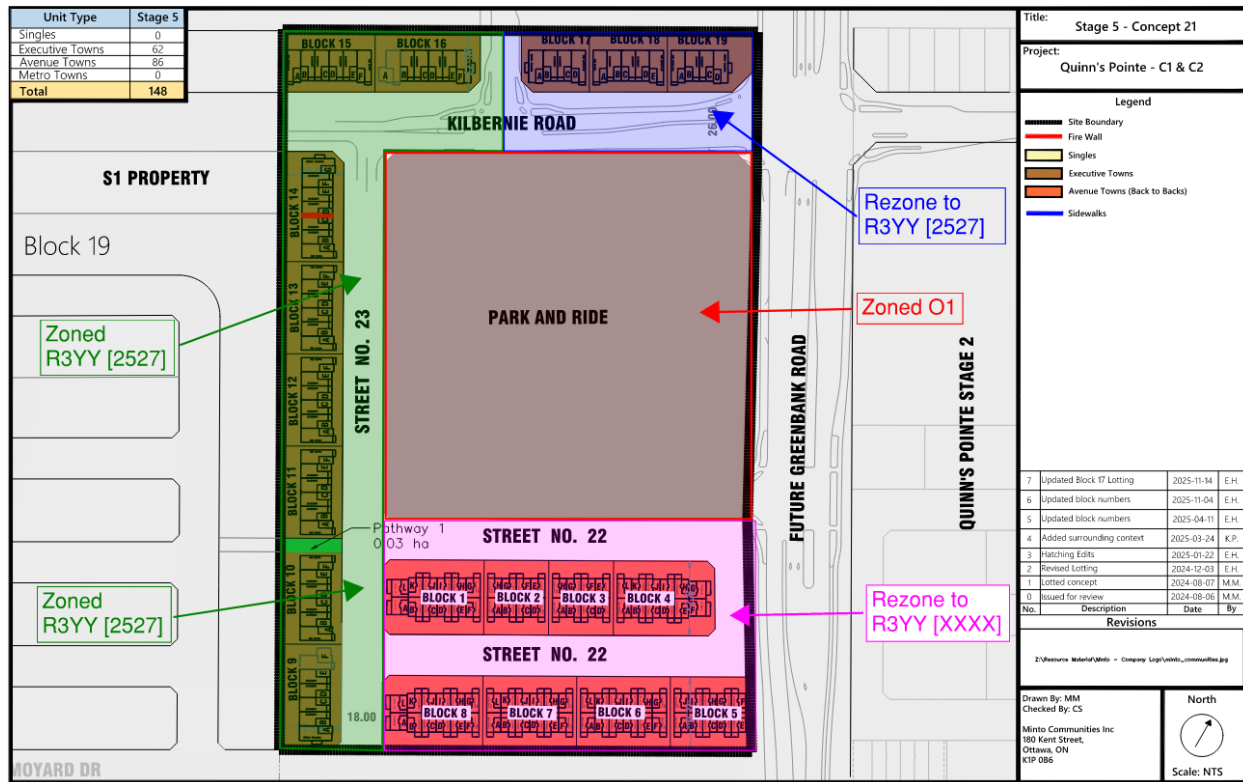 Unit Type Stage 5
Singles 0
Executive Towns 62
Avenue Towns 86
Metro Towns 0
Total 148
Title:
Stage 5 - Concept 21
Project:
Quinn's Pointe - C1 & C2
Legend
Site Boundary
Fire Wall
Singles
Executive Towns
Avenue Towns (Back to Backs)
Sidewalks
BLOCK 15
BLOCK 16
BLOCK 17
BLOCK 18
BLOCK 19
KILBERNIE ROAD
26.00
S1 PROPERTY
Block 19
BLOCK 14
BLOCK 13
BLOCK 12
BLOCK 11
BLOCK 10
BLOCK 9
STREET NO. 23
PARK AND RIDE
Rezone to
R3YY [2527]
Zoned O1
Zoned
R3YY [2527]
FUTURE GREENBANK ROAD
QUINN'S POINTE STAGE 2
Pathway 1
0.03 ha
STREET NO. 22
BLOCK 1
BLOCK 2
BLOCK 3
BLOCK 4
Zoned
R3YY [2527]
Rezone to
R3YY [XXXX]
STREET NO. 22
BLOCK 8
BLOCK 7
BLOCK 6
BLOCK 5
18.00
MOYARD DR
7 Updated Block 17 Lotting 2025-11-14 E.H.
6 Updated block numbers 2025-11-04 E.H.
5 Updated block numbers 2025-04-11 E.H.
4 Added surrounding context 2025-03-24 K.P.
3 Hatching Edits 2025-01-22 E.H.
2 Revised Lotting 2024-12-03 E.H.
1 Lotted concept 2024-08-07 M.M.
0 Issued for review 2024-08-06 M.M.
No. Description Date By
Revisions
Z:\Resource Material\Minto - Company Logo\minto_communities.jpg
Drawn By: MM
Checked By: CS
Minto Communities Inc
180 Kent Street,
Ottawa, ON
K1P 0B6
North
Scale: NTS